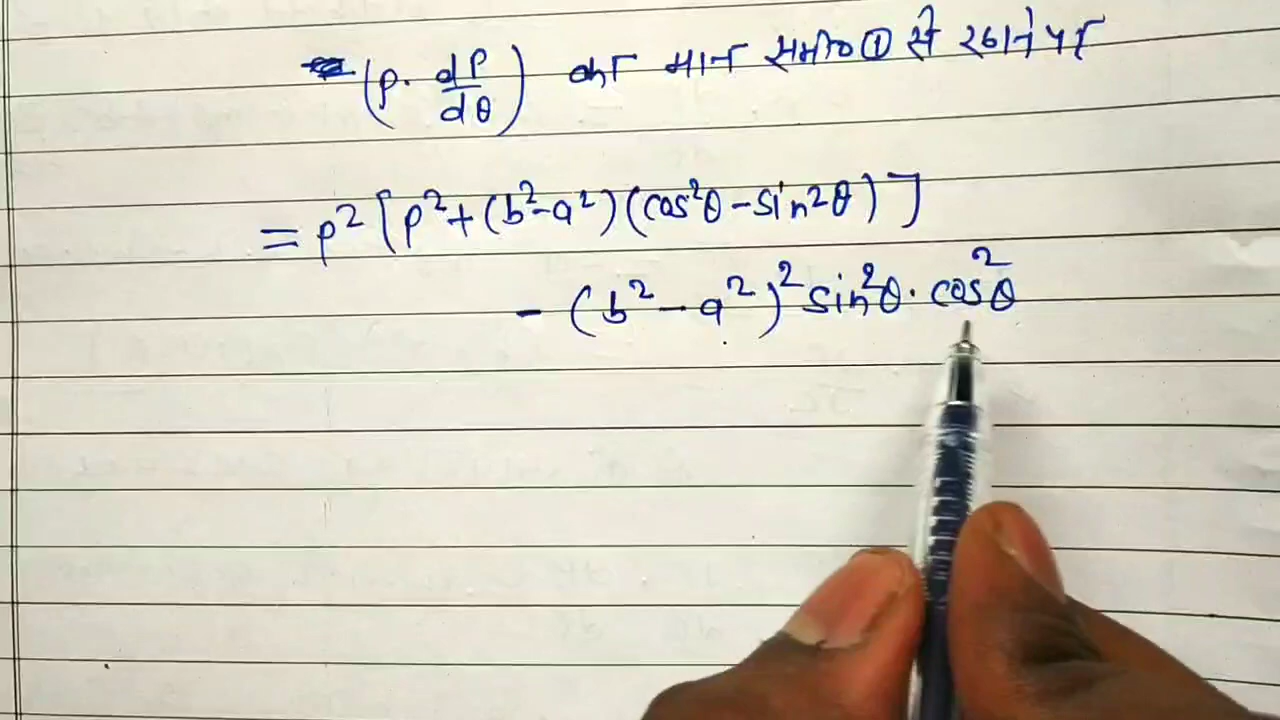 (p. dp/dθ) का मान समी० ① से रखने पर
= p² [p² + (b² - a²) (cos²θ - sin²θ)]
- (b² - a²)² sin²θ · cos²θ